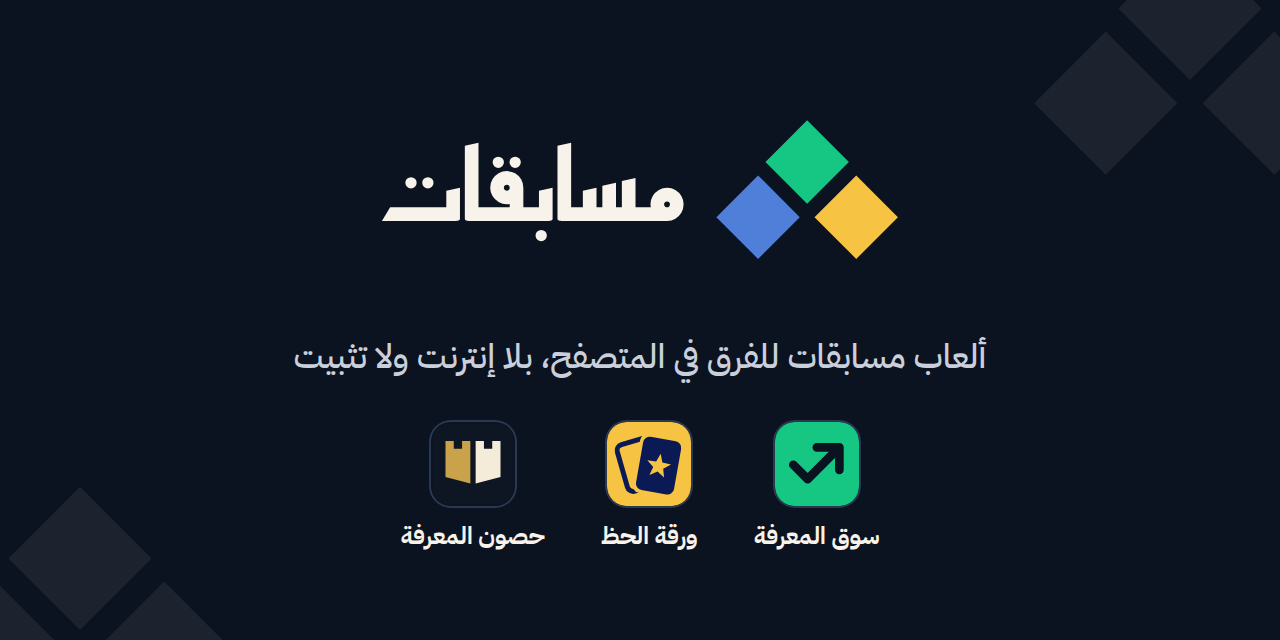 مسابقات
ألعاب مسابقات للفرق في المتصفح، بلا إنترنت ولا تثبيت
سوق المعرفة
ورقة الحظ
حصون المعرفة